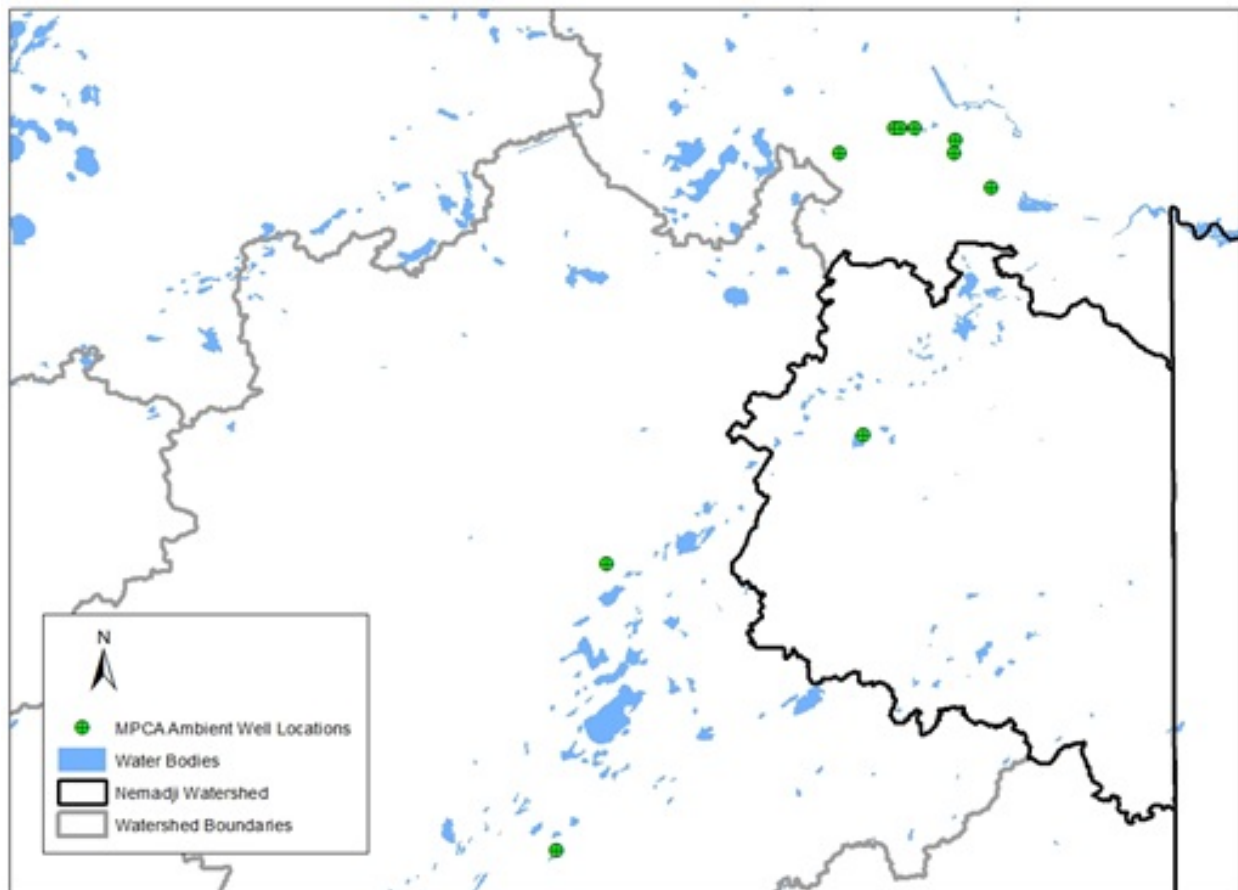 N
MPCA Ambient Well Locations
Water Bodies
Nemadji Watershed
Watershed Boundaries